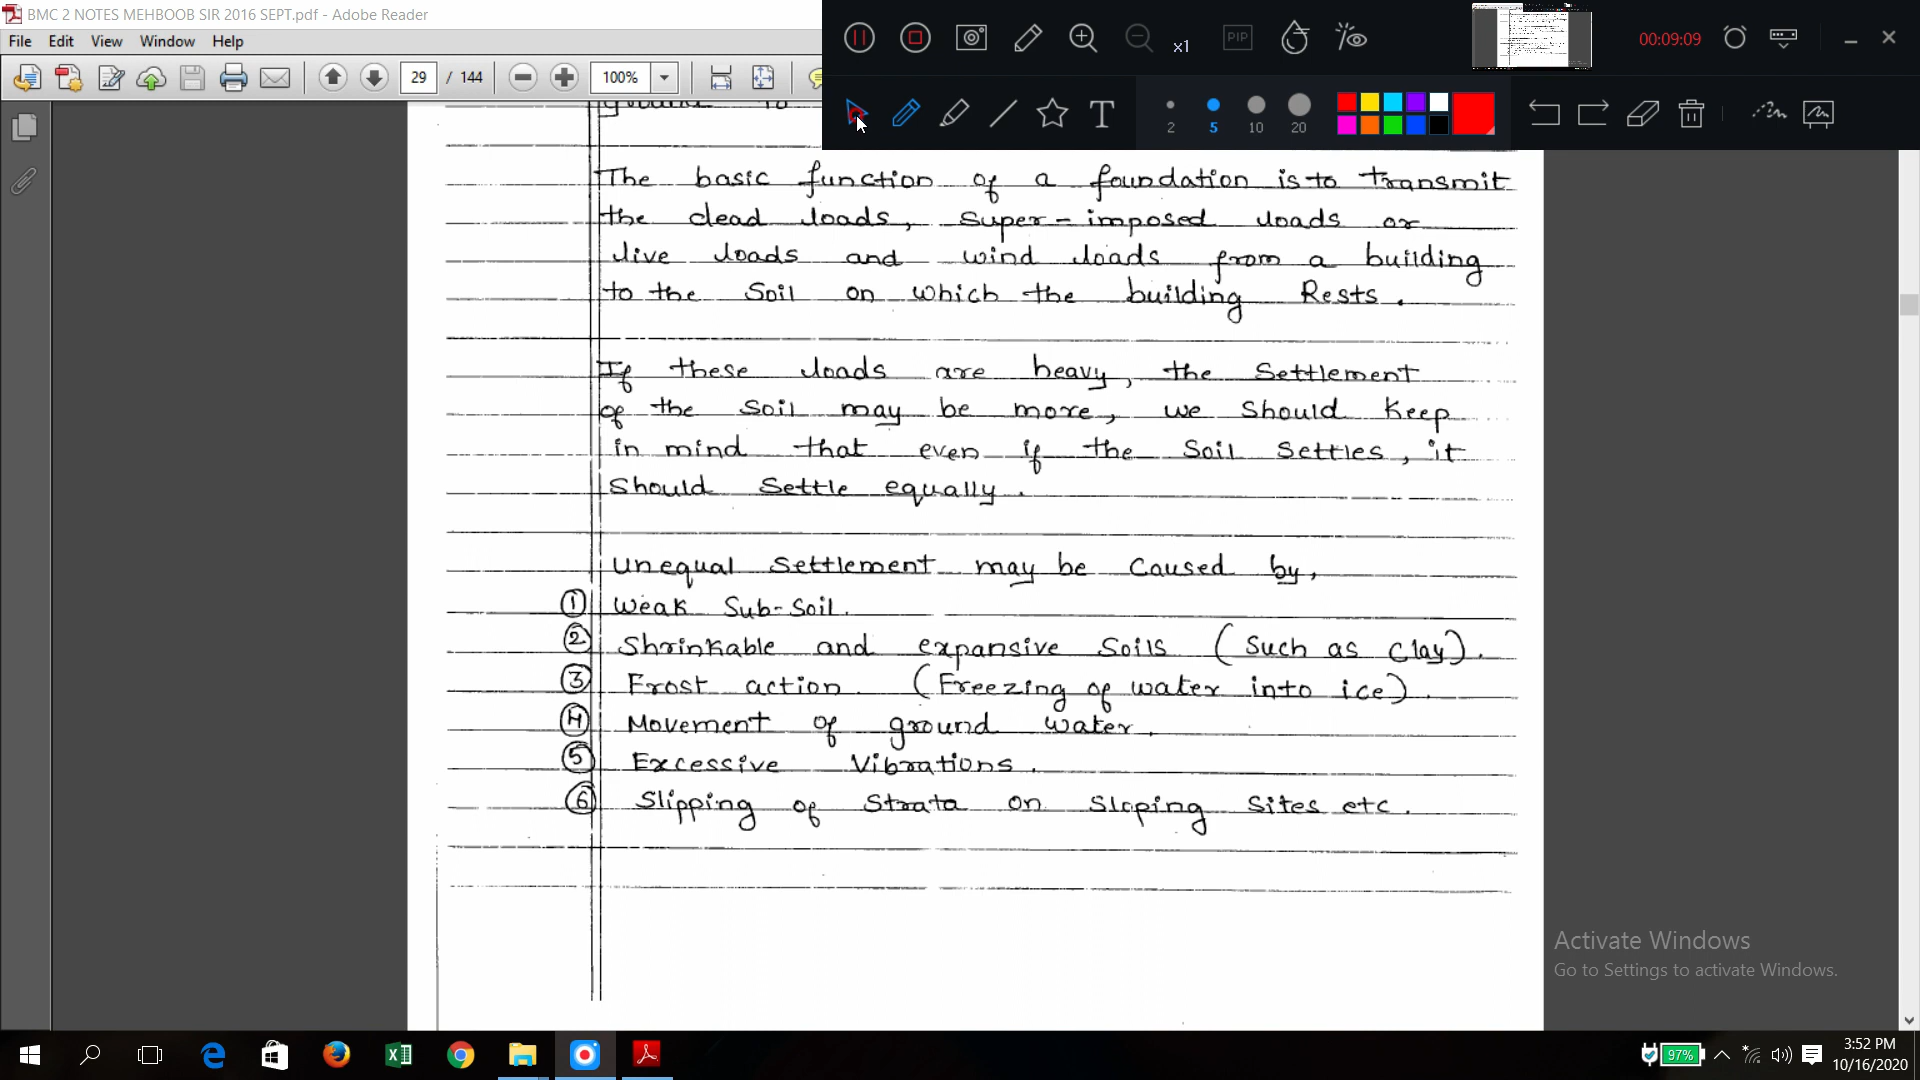 BMC 2 NOTES MEHBOOB SIR 2016 SEPT.pdf - Adobe Reader
File Edit View Window Help
29 / 144 100%
x1 PIP 00:09:09
T 2 5 10 20
The basic function of a foundation is to transmit
the dead loads, super-imposed loads or
live loads and wind loads from a building
to the Soil on which the building Rests.
If these loads are heavy, the Settlement
of the Soil may be more, we Should Keep
in mind that even if the Soil Settles, it
Should Settle equally.
Unequal Settlement may be Caused by,
① Weak Sub-Soil.
② Shrinkable and expansive Soils (Such as Clay).
③ Frost action. (Freezing of water into ice).
④ Movement of ground water.
⑤ Excessive Vibrations.
⑥ Slipping of Strata on Sloping Sites etc.
Activate Windows
Go to Settings to activate Windows.
97% 3:52 PM
10/16/2020